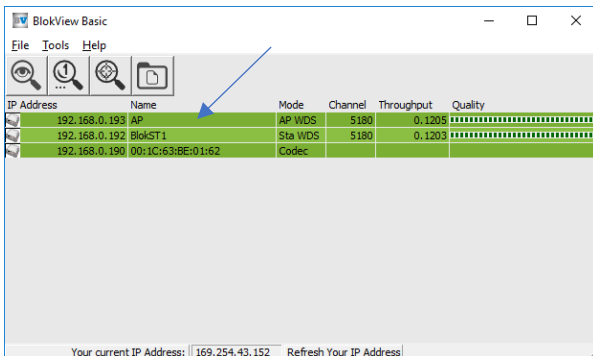 BlokView Basic
File Tools Help
IP Address Name Mode Channel Throughput Quality
192.168.0.193 AP AP WDS 5180 0.1205
192.168.0.192 BlokST1 Sta WDS 5180 0.1203
192.168.0.190 00:1C:63:BE:01:62 Codec
Your current IP Address: 169.254.43.152 Refresh Your IP Address